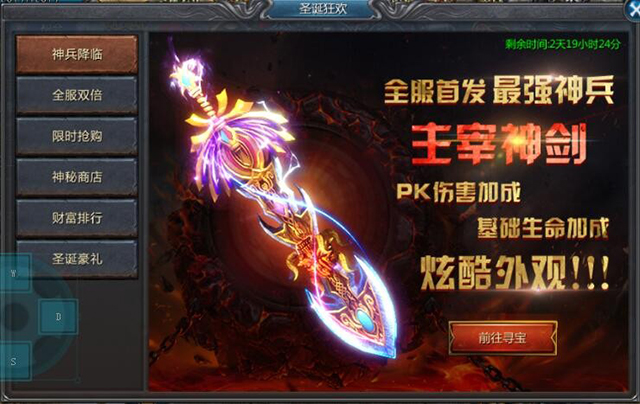 圣诞狂欢
剩余时间:2天19小时24分
神兵降临
全服双倍
限时抢购
神秘商店
财富排行
圣诞豪礼
全服首发 最强神兵
主宰神剑
PK伤害加成
基础生命加成
炫酷外观!!!
前往寻宝
W
D
S